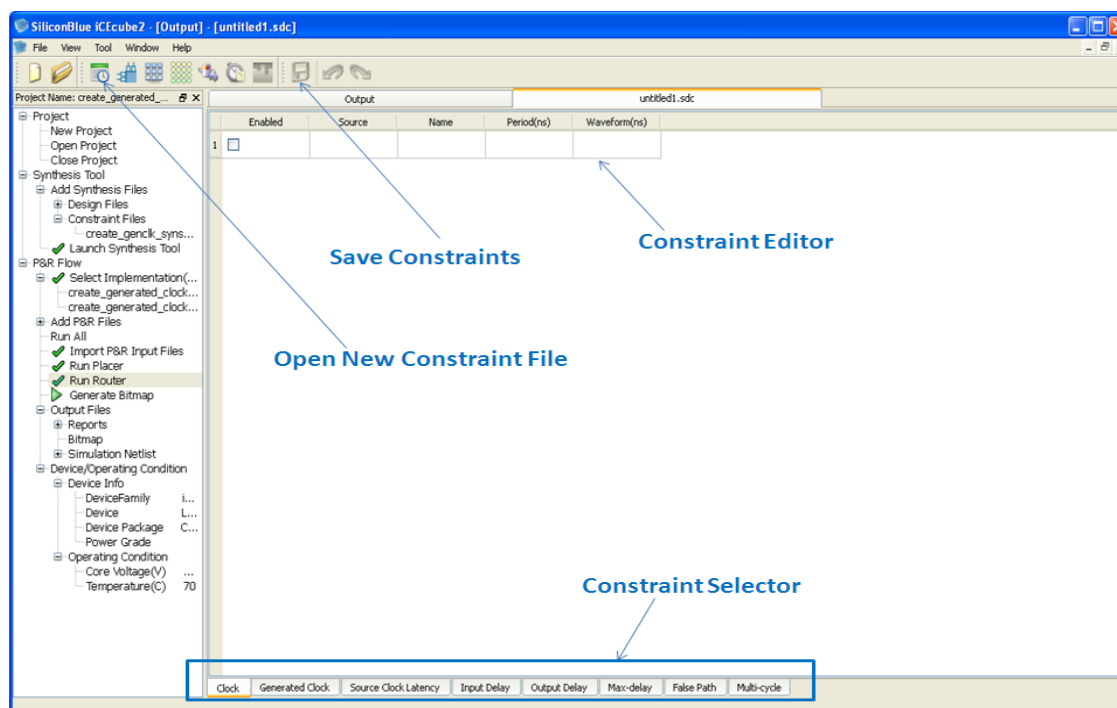 SiliconBlue iCEcube2 - [Output] - [untitled1.sdc]
File View Tool Window Help
Project Name: create_generated_...
Output
untitled1.sdc
Project
New Project
Open Project
Close Project
Synthesis Tool
Add Synthesis Files
Design Files
Constraint Files
create_genclk_syns...
Launch Synthesis Tool
P&R Flow
Select Implementation(...
create_generated_clock...
create_generated_clock...
Add P&R Files
Run All
Import P&R Input Files
Run Placer
Run Router
Generate Bitmap
Output Files
Reports
Bitmap
Simulation Netlist
Device/Operating Condition
Device Info
DeviceFamily i...
Device L...
Device Package C...
Power Grade
Operating Condition
Core Voltage(V) ...
Temperature(C) 70
Enabled Source Name Period(ns) Waveform(ns)
1
Save Constraints
Constraint Editor
Open New Constraint File
Constraint Selector
Clock Generated Clock Source Clock Latency Input Delay Output Delay Max-delay False Path Multi-cycle